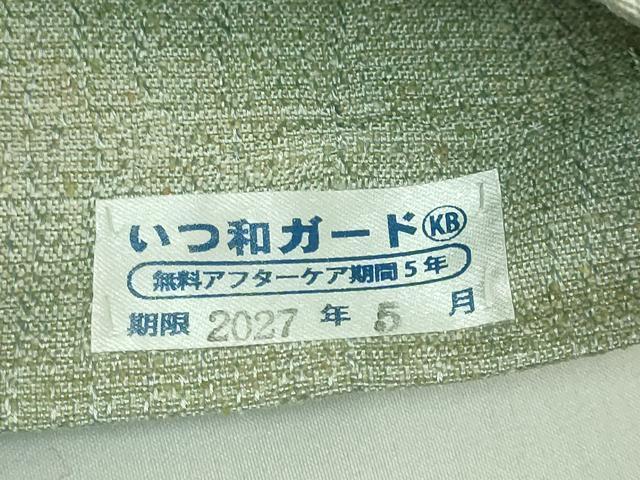 いつ和ガード KB
無料アフターケア期間5年
期限 2027 年 5 月